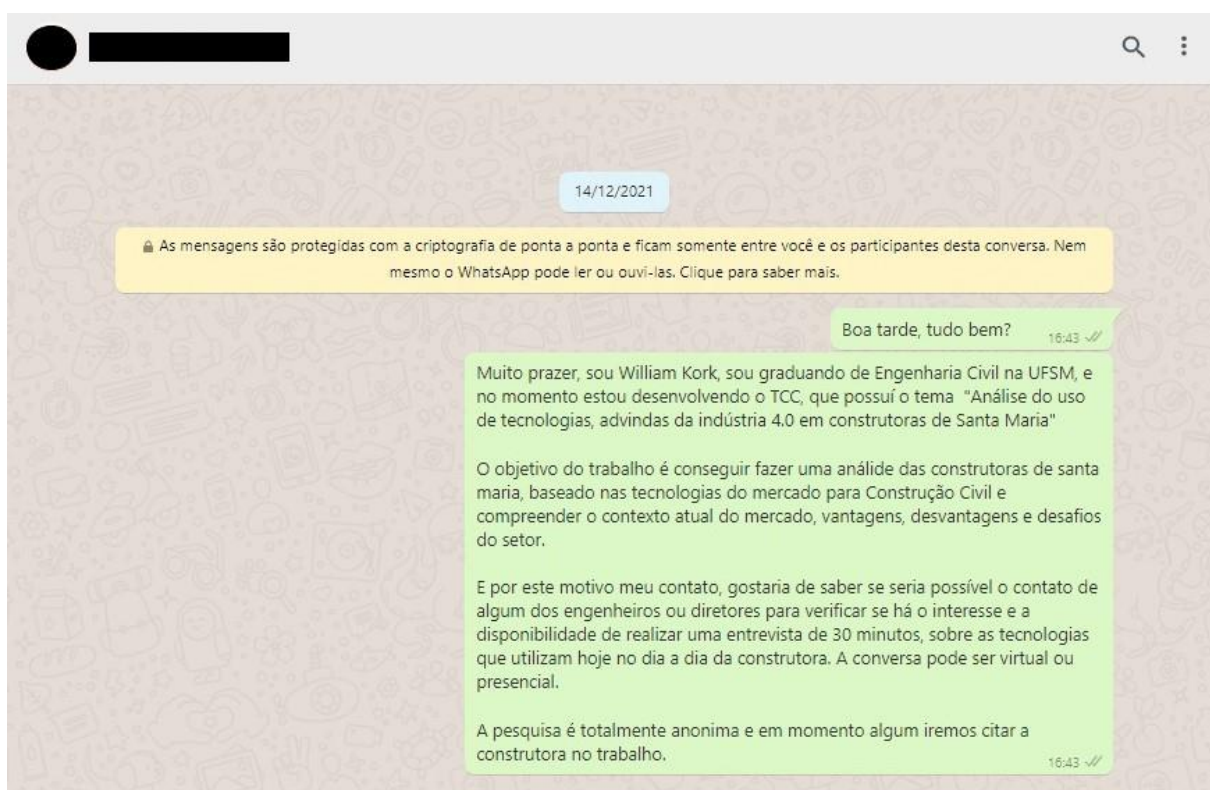 14/12/2021
As mensagens são protegidas com a criptografia de ponta a ponta e ficam somente entre você e os participantes desta conversa. Nem
mesmo o WhatsApp pode ler ou ouvi-las. Clique para saber mais.
Boa tarde, tudo bem?
16:43
Muito prazer, sou William Kork, sou graduando de Engenharia Civil na UFSM, e
no momento estou desenvolvendo o TCC, que possuí o tema "Análise do uso
de tecnologias, advindas da indústria 4.0 em construtoras de Santa Maria"
O objetivo do trabalho é conseguir fazer uma análide das construtoras de santa
maria, baseado nas tecnologias do mercado para Construção Civil e
compreender o contexto atual do mercado, vantagens, desvantagens e desafios
do setor.
E por este motivo meu contato, gostaria de saber se seria possível o contato de
algum dos engenheiros ou diretores para verificar se há o interesse e a
disponibilidade de realizar uma entrevista de 30 minutos, sobre as tecnologias
que utilizam hoje no dia a dia da construtora. A conversa pode ser virtual ou
presencial.
A pesquisa é totalmente anonima e em momento algum iremos citar a
construtora no trabalho.
16:43